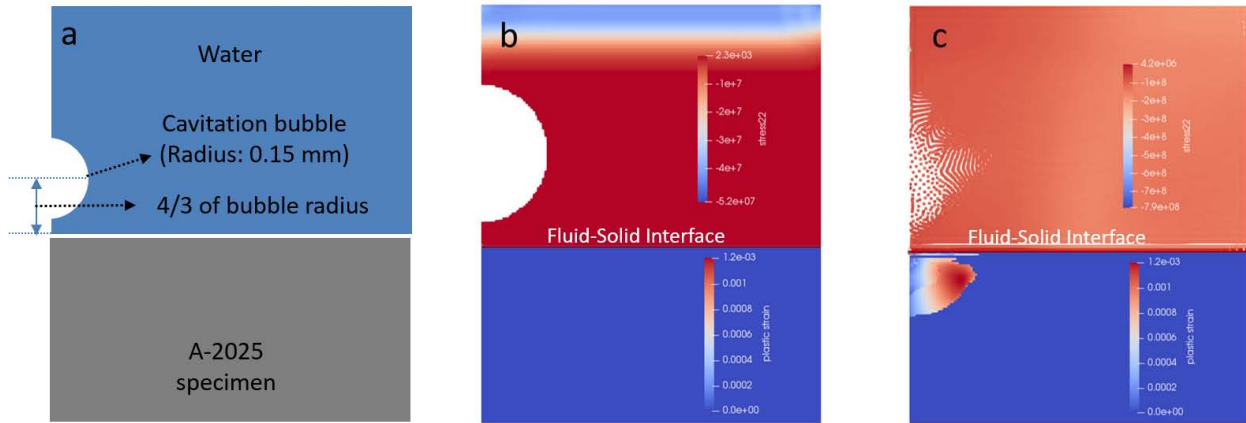 a
Water
Cavitation bubble
(Radius: 0.15 mm)
4/3 of bubble radius
A-2025
specimen
b
2.3e+03
-1e+7
-2e+7
-3e+7
-4e+7
-5.2e+07
stress22
Fluid-Solid Interface
1.2e-03
0.001
0.0008
0.0006
0.0004
0.0002
0.0e+00
plastic strain
c
4.2e+06
-1e+8
-2e+8
-3e+8
-4e+8
-5e+8
-6e+8
-7e+8
-7.9e+08
stress22
Fluid-Solid Interface
1.2e-03
0.001
0.0008
0.0006
0.0004
0.0002
0.0e+00
plastic strain